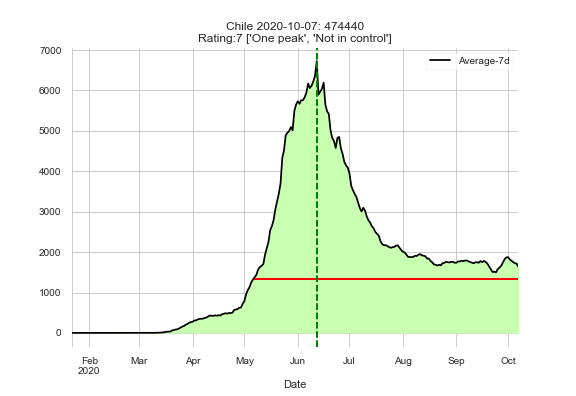 Chile 2020-10-07: 474440
Rating:7 ['One peak', 'Not in control']
Average-7d
7000
6000
5000
4000
3000
2000
1000
0
Feb Mar Apr May Jun Jul Aug Sep Oct
2020
Date